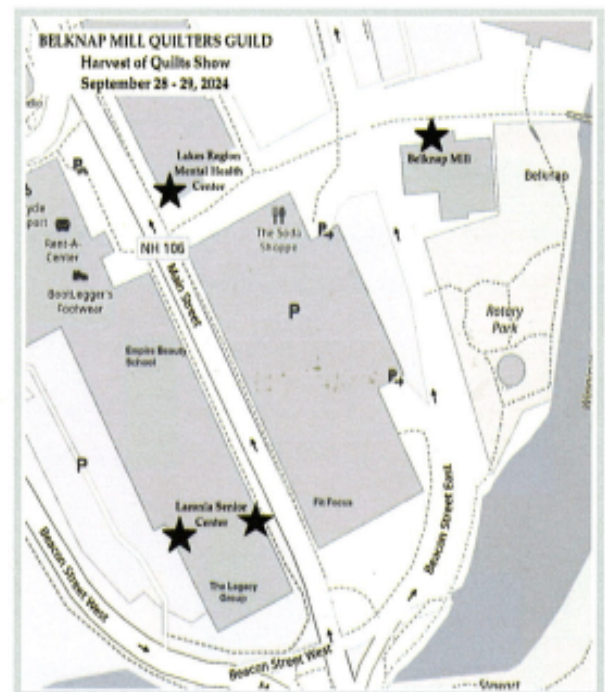 BELKNAP MILL QUILTERS GUILD
Harvest of Quilts Show
September 28 - 29, 2024
Lakes Region
Mental Health
Center
Belknap Mill
Belknap
P
Rent-A-
Center
BootLegger's
Footwear
NH 106
Main Street
The Soda
Shoppe
P
P
Rotary
Park
Empire Beauty
School
P
P
Laconia Senior
Center
Fit Focus
The Legacy
Group
Beacon Street West
Beacon Street East
Beacon Street West
Stewart